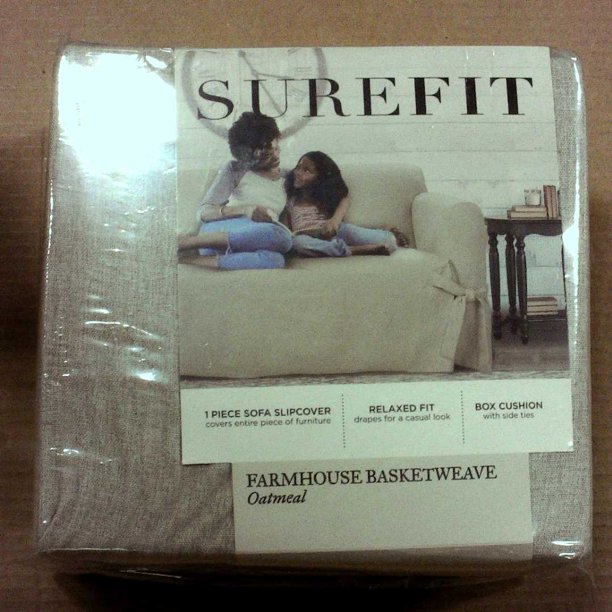 SUREFIT
1 PIECE SOFA SLIPCOVER
covers entire piece of furniture
RELAXED FIT
drapes for a casual look
BOX CUSHION
with side ties
FARMHOUSE BASKETWEAVE
Oatmeal